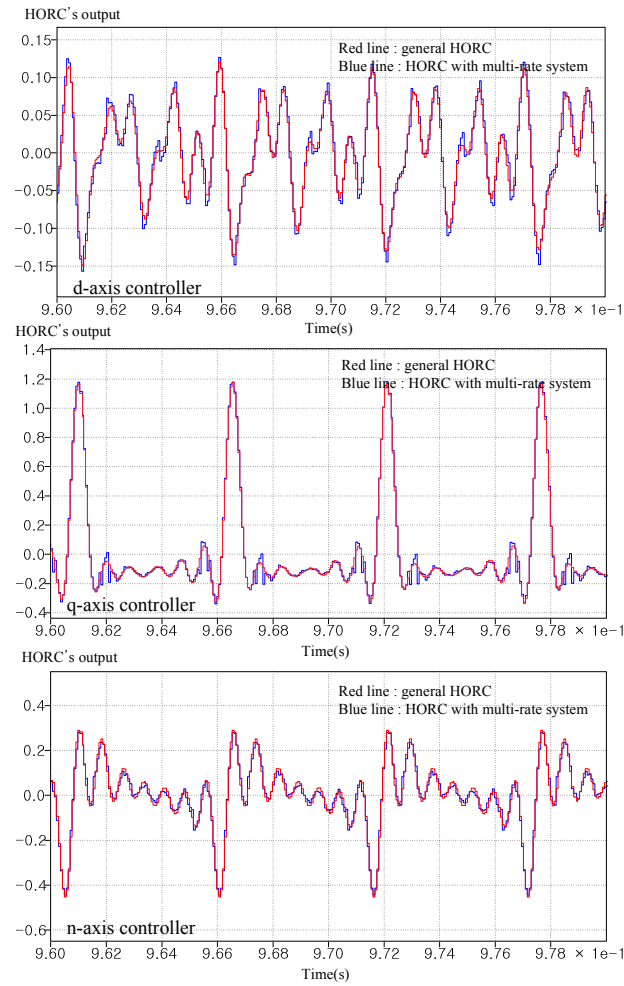 HORC's output
0.15
Red line : general HORC
Blue line : HORC with multi-rate system
0.10
0.05
0.00
−0.05
−0.10
−0.15
d-axis controller
9.60 9.62 9.64 9.66 9.68 9.70 9.72 9.74 9.76 9.78 × 1e-1
Time(s)
HORC's output
1.4
Red line : general HORC
Blue line : HORC with multi-rate system
1.2
1.0
0.8
0.6
0.4
0.2
0.0
−0.2
−0.4
q-axis controller
9.60 9.62 9.64 9.66 9.68 9.70 9.72 9.74 9.76 9.78 × 1e-1
Time(s)
HORC's output
Red line : general HORC
Blue line : HORC with multi-rate system
0.4
0.2
0.0
−0.2
−0.4
−0.6
n-axis controller
9.60 9.62 9.64 9.66 9.68 9.70 9.72 9.74 9.76 9.78 × 1e-1
Time(s)